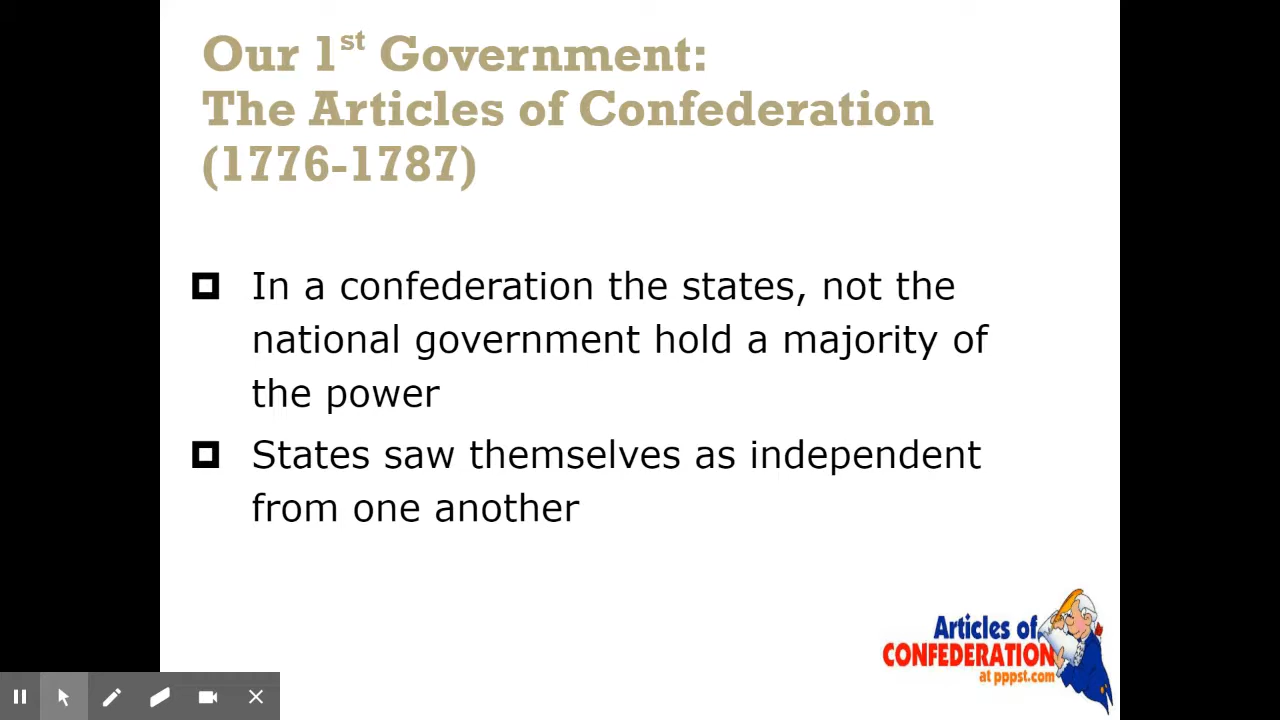 Our 1st Government:
The Articles of Confederation
(1776-1787)
In a confederation the states, not the
national government hold a majority of
the power
States saw themselves as independent
from one another
Articles of
CONFEDERATION
at pppst.com